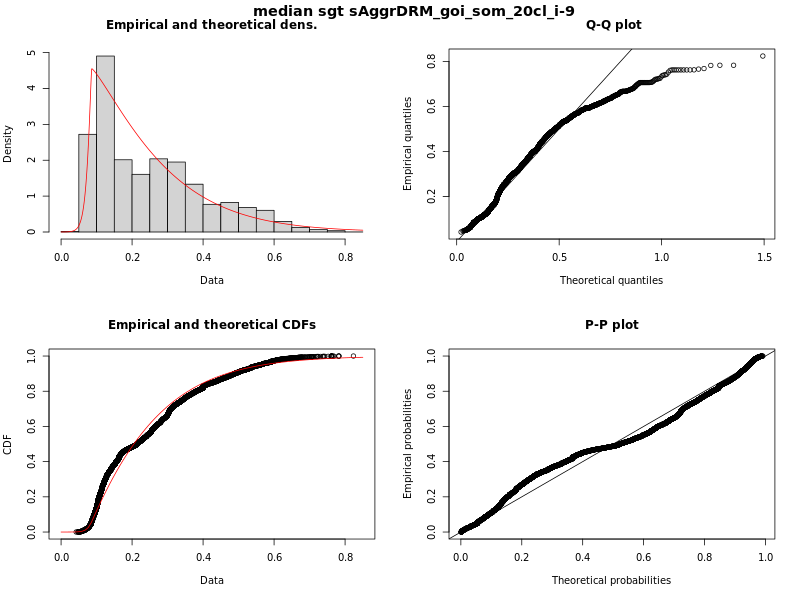 median sgt sAggrDRM_goi_som_20cl_i-9
Empirical and theoretical dens.
Density
0 1 2 3 4 5
0.0 0.2 0.4 0.6 0.8
Data
Q-Q plot
Empirical quantiles
0.2 0.4 0.6 0.8
0.0 0.5 1.0 1.5
Theoretical quantiles
Empirical and theoretical CDFs
CDF
0.0 0.2 0.4 0.6 0.8 1.0
0.0 0.2 0.4 0.6 0.8
Data
P-P plot
Empirical probabilities
0.0 0.2 0.4 0.6 0.8 1.0
0.0 0.2 0.4 0.6 0.8 1.0
Theoretical probabilities